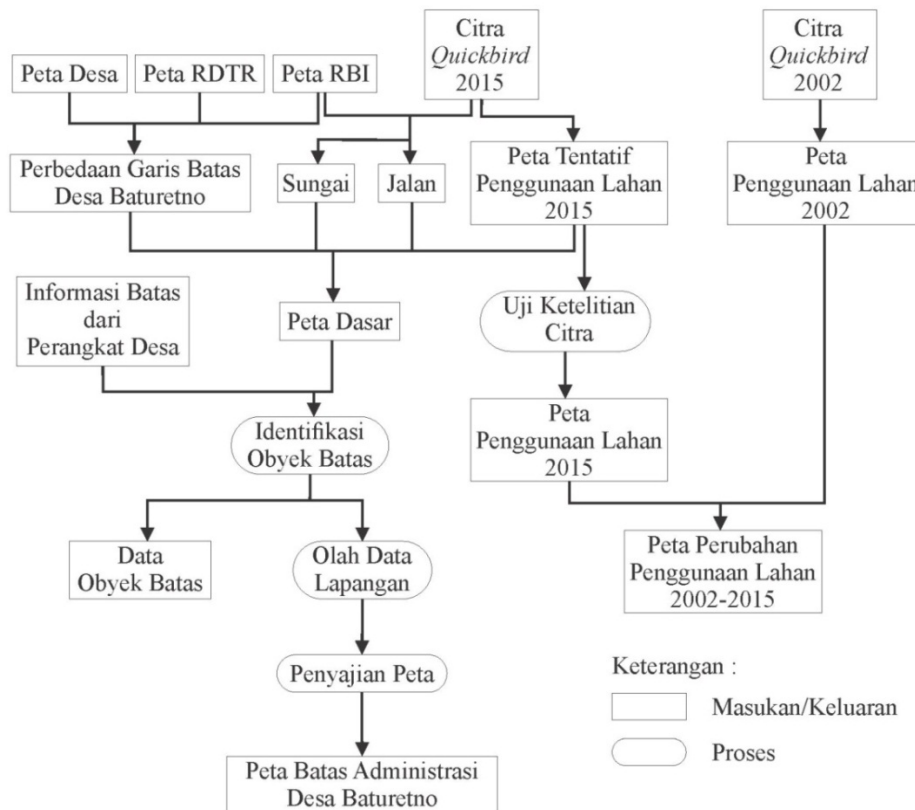 Citra
Quickbird
2015
Citra
Quickbird
2002
Peta Desa
Peta RDTR
Peta RBI
Perbedaan Garis Batas
Desa Baturetno
Sungai
Jalan
Peta Tentatif
Penggunaan Lahan
2015
Peta
Penggunaan Lahan
2002
Informasi Batas
dari
Perangkat Desa
Peta Dasar
Uji Ketelitian
Citra
Identifikasi
Obyek Batas
Peta
Penggunaan Lahan
2015
Data
Obyek Batas
Olah Data
Lapangan
Peta Perubahan
Penggunaan Lahan
2002-2015
Penyajian Peta
Peta Batas Administrasi
Desa Baturetno
Keterangan :
Masukan/Keluaran
Proses